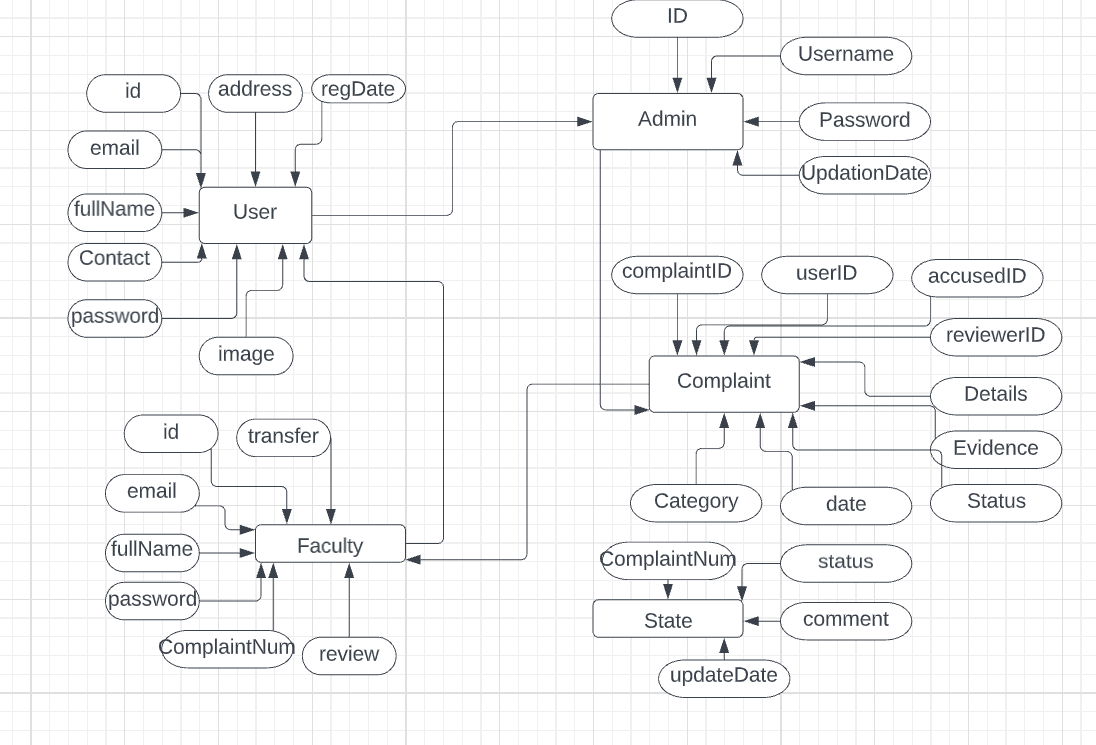 ID
Username
id
address
regDate
Admin
Password
email
UpdationDate
fullName
User
Contact
complaintID
userID
accusedID
password
reviewerID
image
Complaint
Details
id
transfer
Evidence
email
Category
date
Status
fullName
Faculty
ComplaintNum
status
password
State
comment
ComplaintNum
review
updateDate